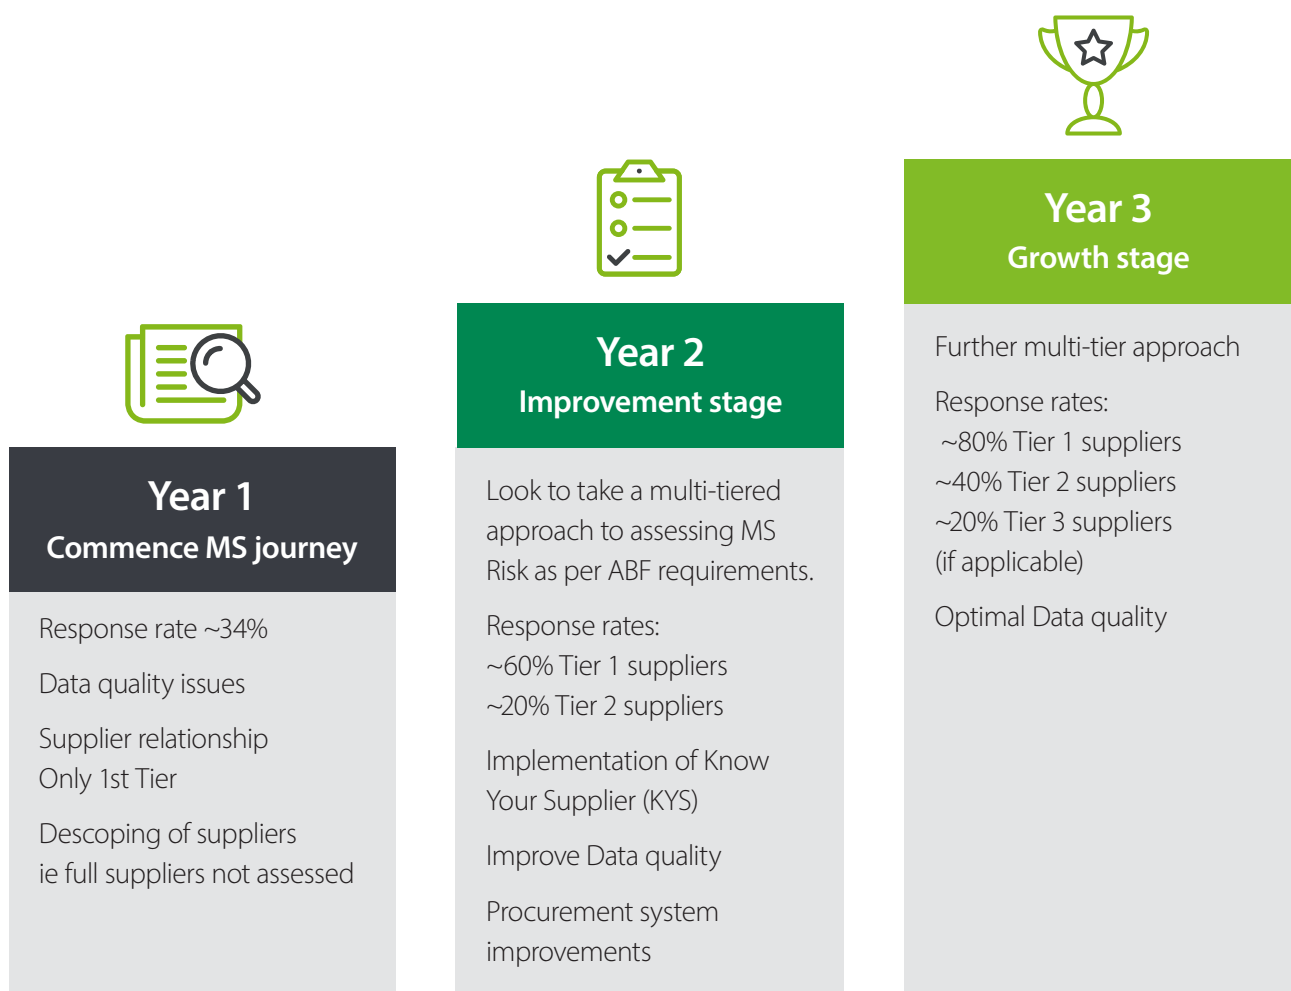 Year 1
Commence MS journey
Response rate ~34%
Data quality issues
Supplier relationship
Only 1st Tier
Descoping of suppliers
ie full suppliers not assessed
Year 2
Improvement stage
Look to take a multi-tiered
approach to assessing MS
Risk as per ABF requirements.
Response rates:
~60% Tier 1 suppliers
~20% Tier 2 suppliers
Implementation of Know
Your Supplier (KYS)
Improve Data quality
Procurement system
improvements
Year 3
Growth stage
Further multi-tier approach
Response rates:
~80% Tier 1 suppliers
~40% Tier 2 suppliers
~20% Tier 3 suppliers
(if applicable)
Optimal Data quality